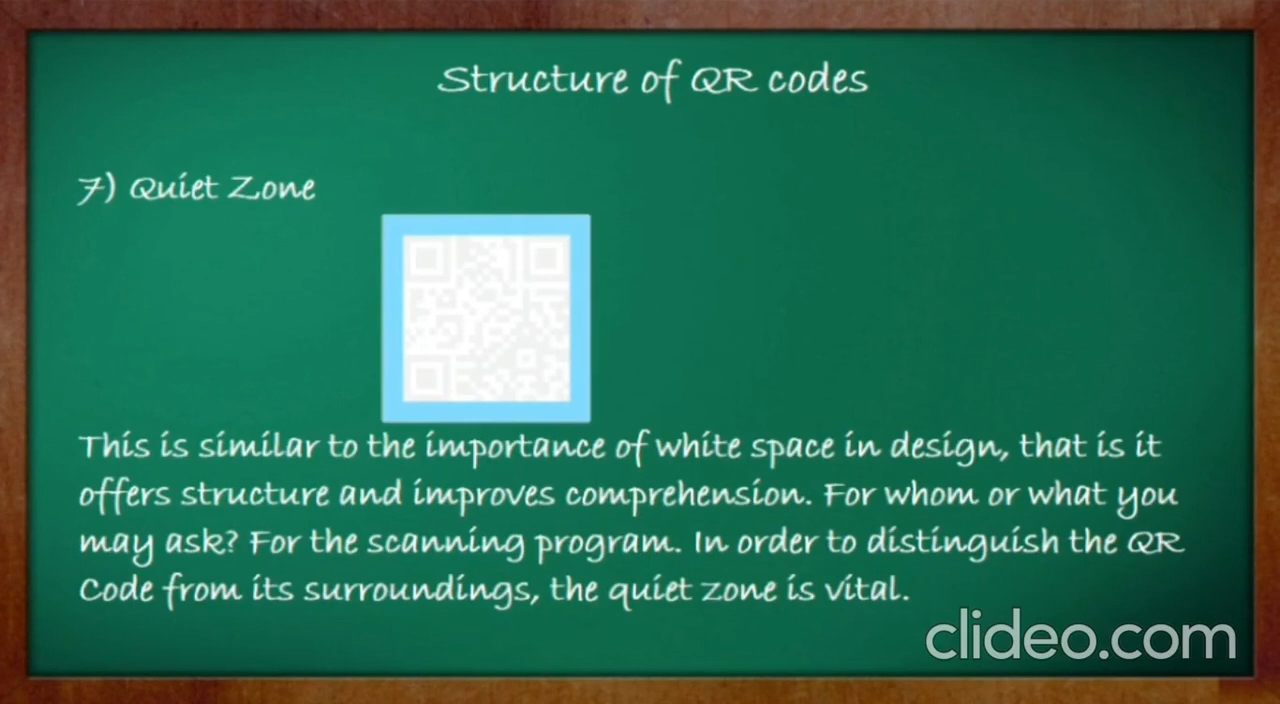 Structure of QR codes
7) Quiet Zone
This is similar to the importance of white space in design, that is it
offers structure and improves comprehension. For whom or what you
may ask? For the scanning program. In order to distinguish the QR
Code from its surroundings, the quiet zone is vital.
clideo.com